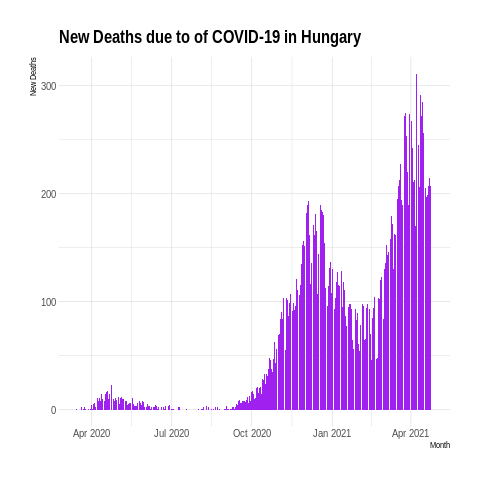 New Deaths due to of COVID-19 in Hungary
New Deaths
300
200
100
0
Apr 2020 Jul 2020 Oct 2020 Jan 2021 Apr 2021
Month